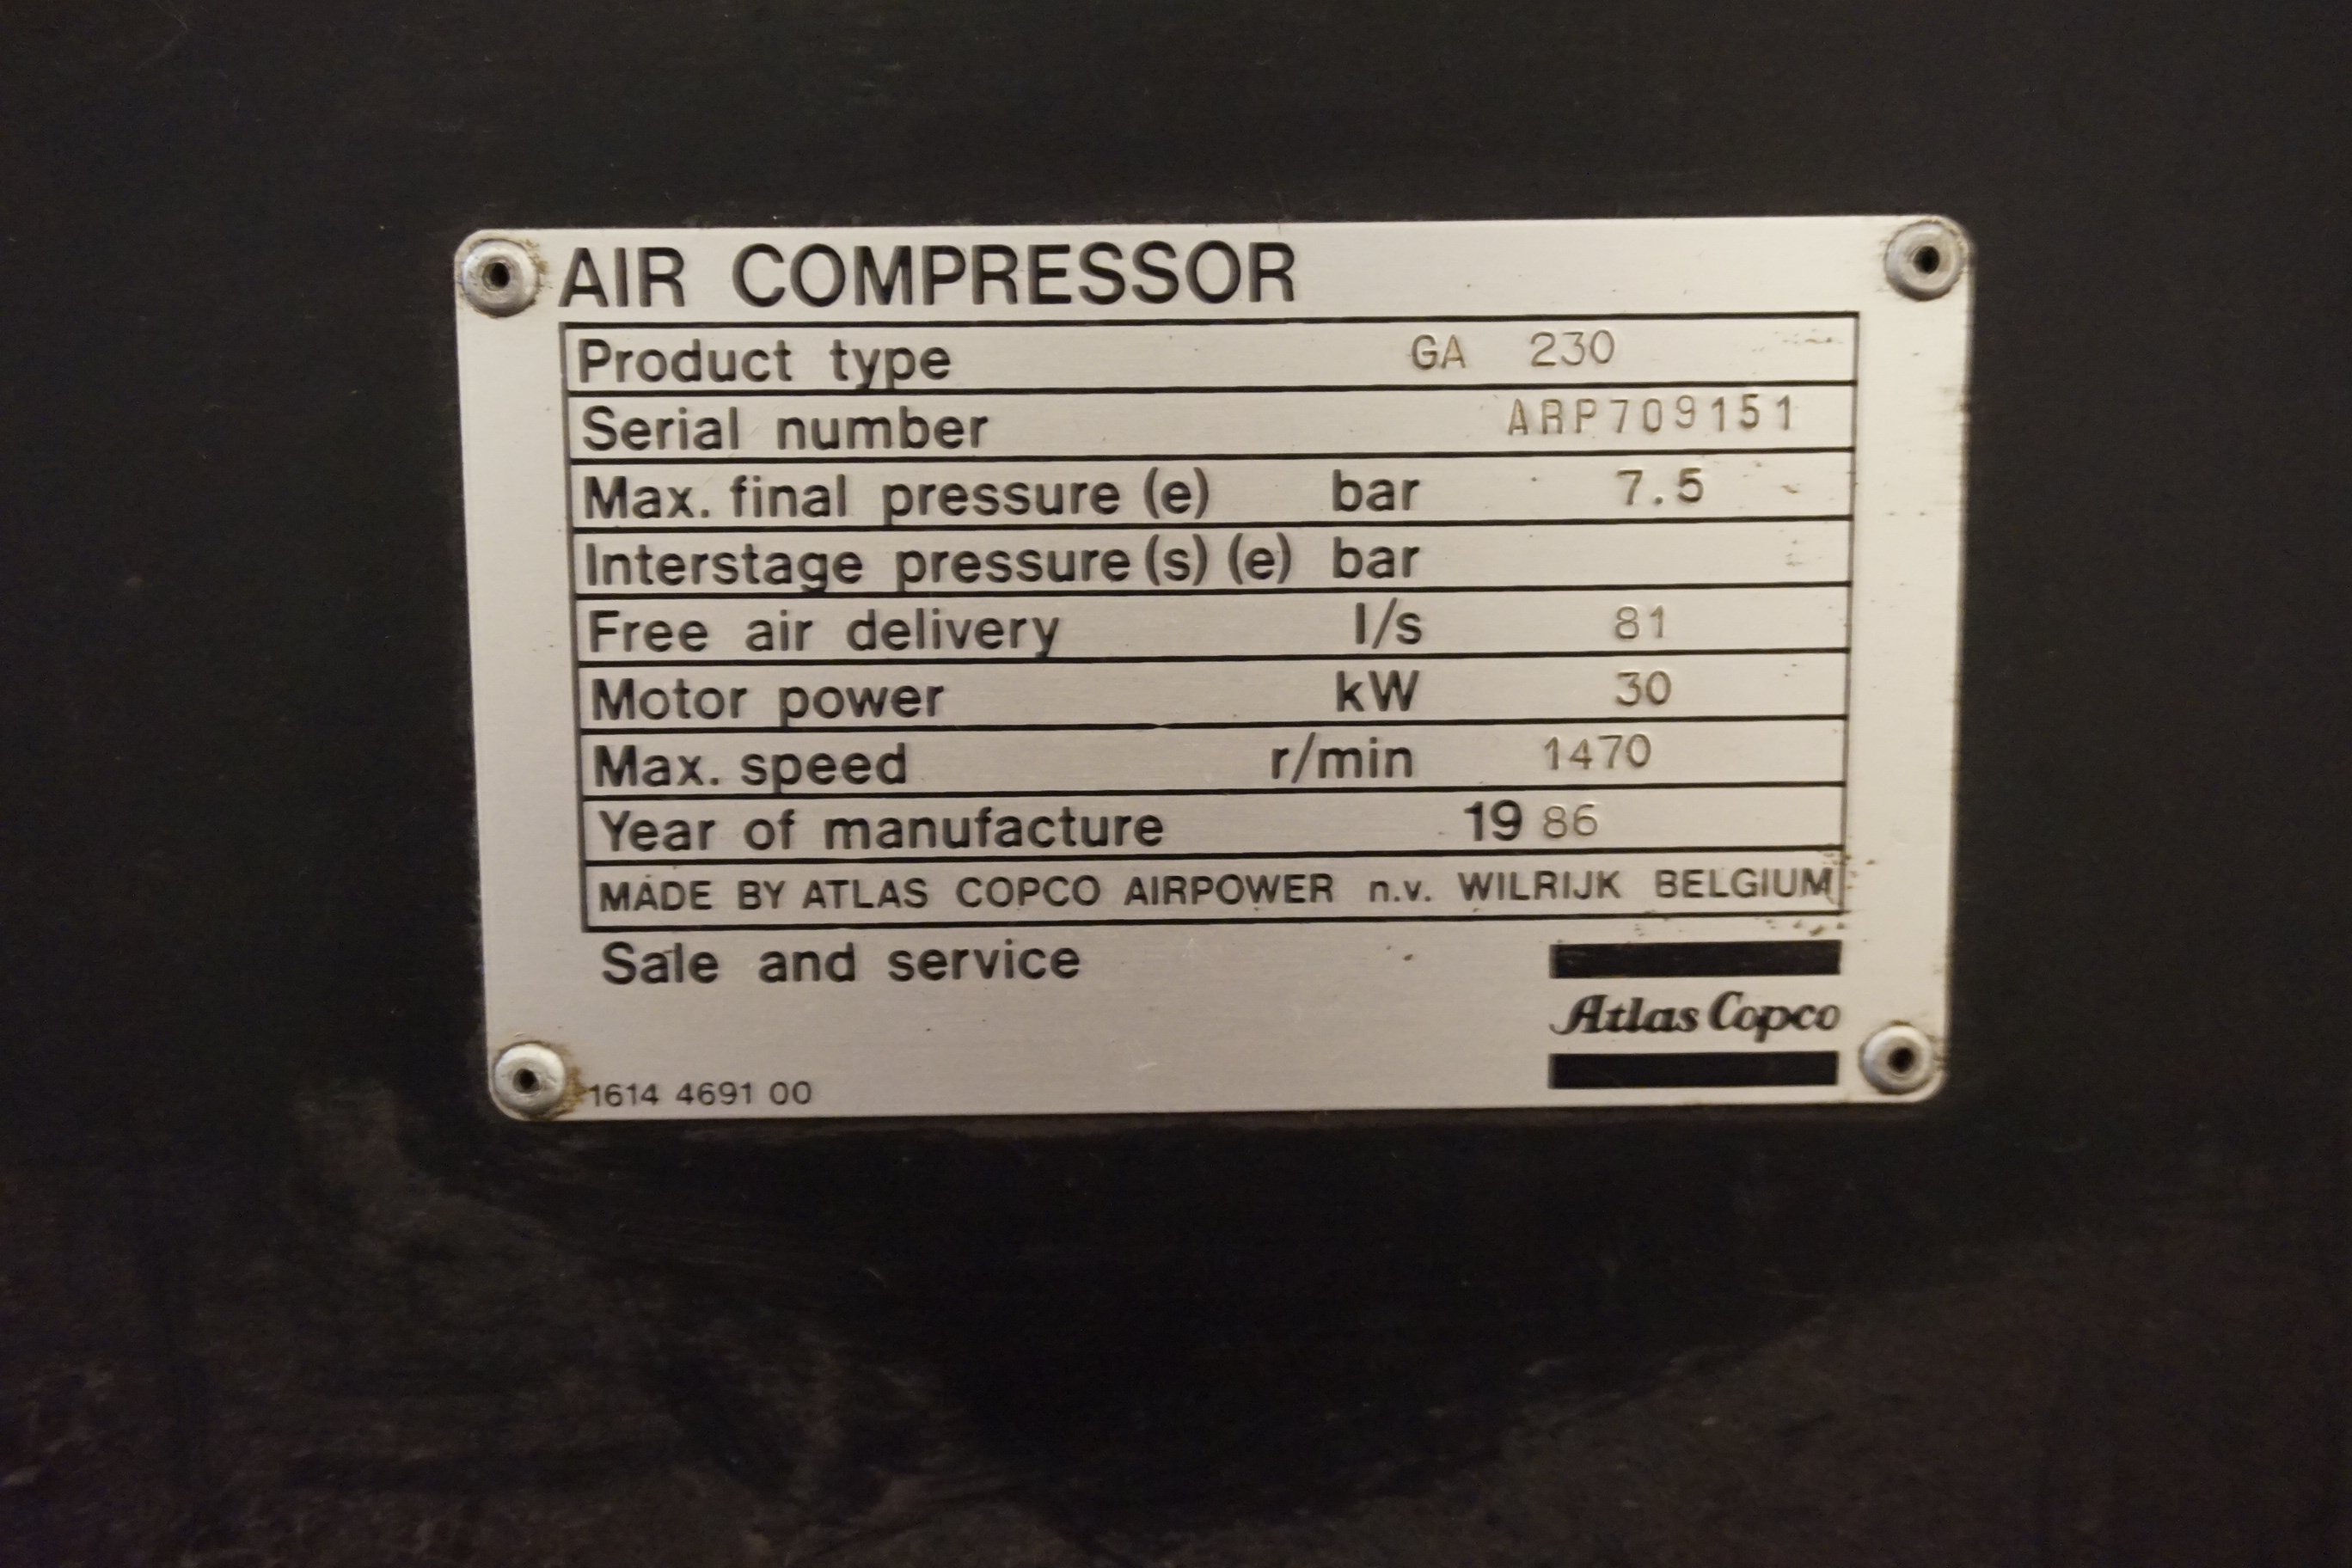 AIR COMPRESSOR
Product type GA 230
Serial number ARP709151
Max. final pressure (e) bar 7.5
Interstage pressure (s) (e) bar
Free air delivery l/s 81
Motor power kW 30
Max. speed r/min 1470
Year of manufacture 19 86
MADE BY ATLAS COPCO AIRPOWER n.v. WILRIJK BELGIUM
Sale and service
Atlas Copco
1614 4691 00